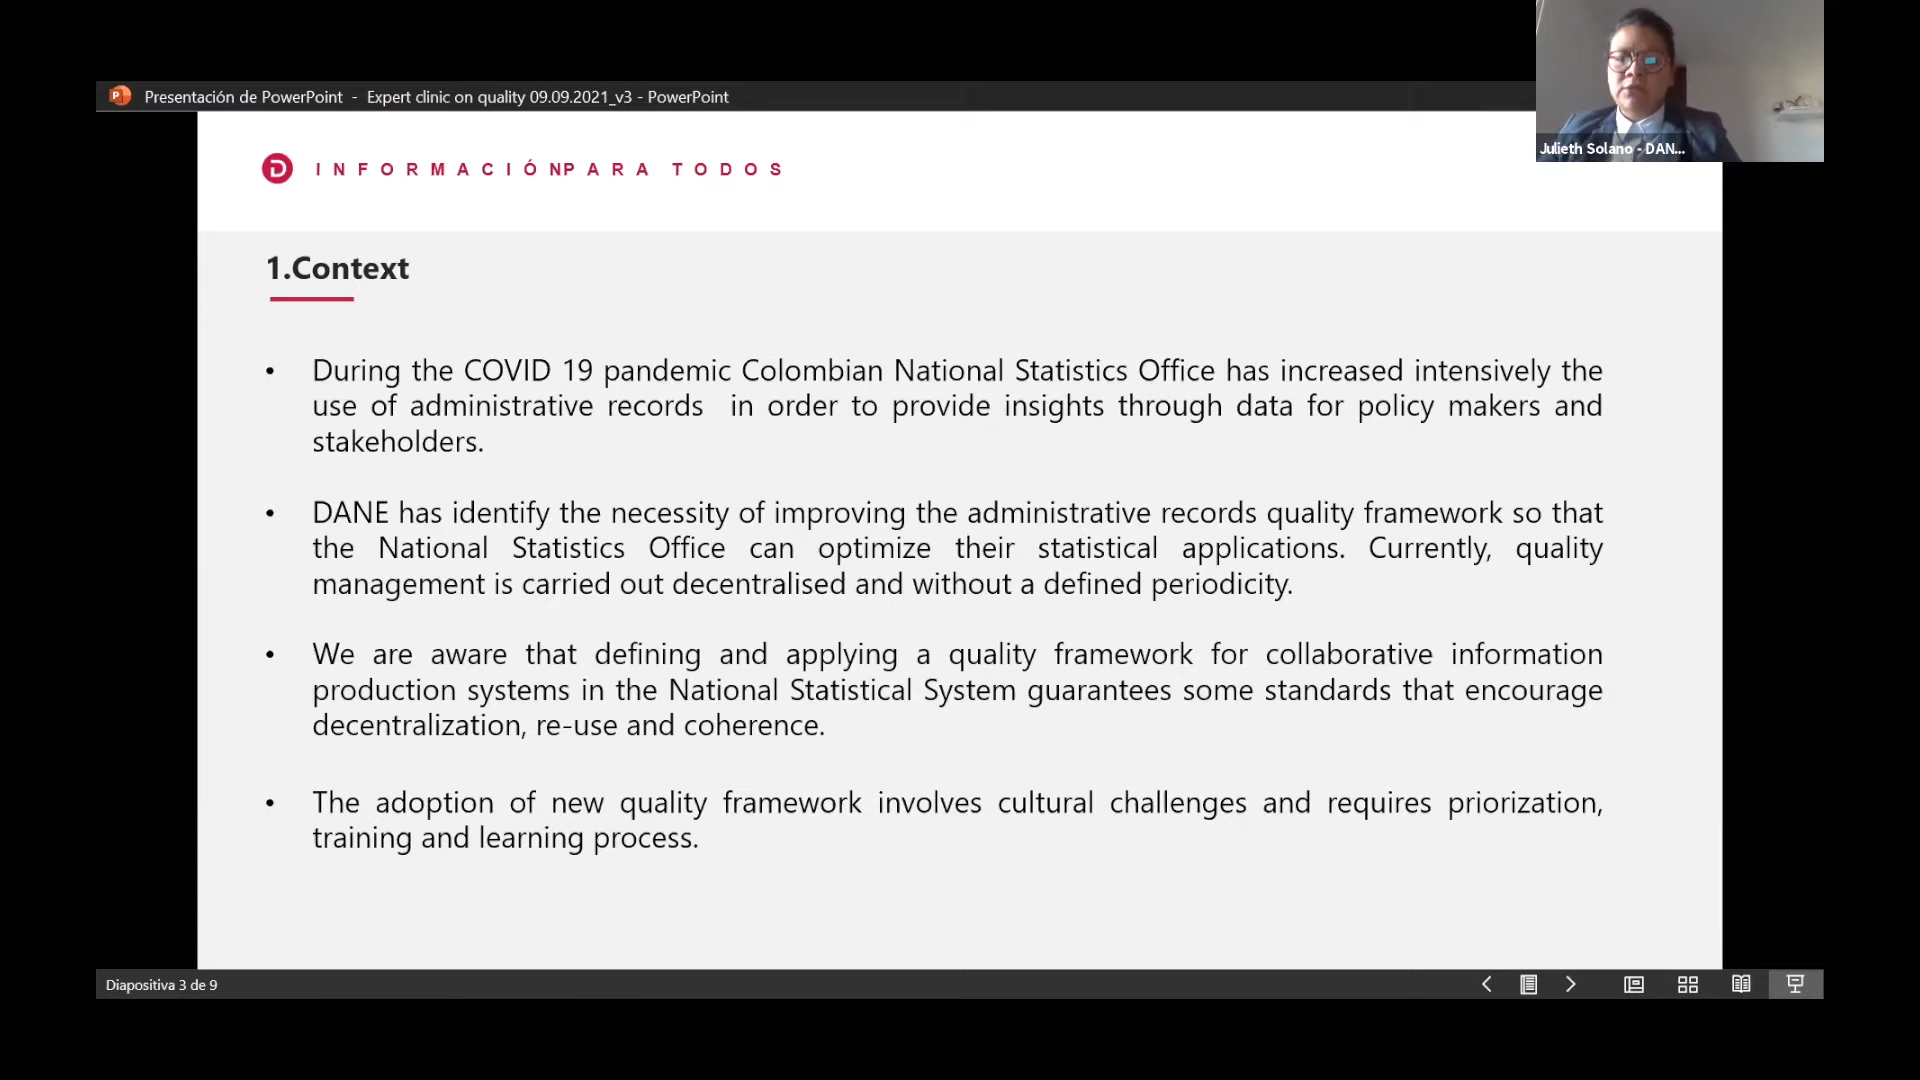 Presentación de PowerPoint - Expert clinic on quality 09.09.2021_v3 - PowerPoint
Julieth Solano - DAN...
INFORMACIÓNPARA TODOS
1.Context
• During the COVID 19 pandemic Colombian National Statistics Office has increased intensively the
use of administrative records in order to provide insights through data for policy makers and
stakeholders.
• DANE has identify the necessity of improving the administrative records quality framework so that
the National Statistics Office can optimize their statistical applications. Currently, quality
management is carried out decentralised and without a defined periodicity.
• We are aware that defining and applying a quality framework for collaborative information
production systems in the National Statistical System guarantees some standards that encourage
decentralization, re-use and coherence.
• The adoption of new quality framework involves cultural challenges and requires priorization,
training and learning process.
Diapositiva 3 de 9